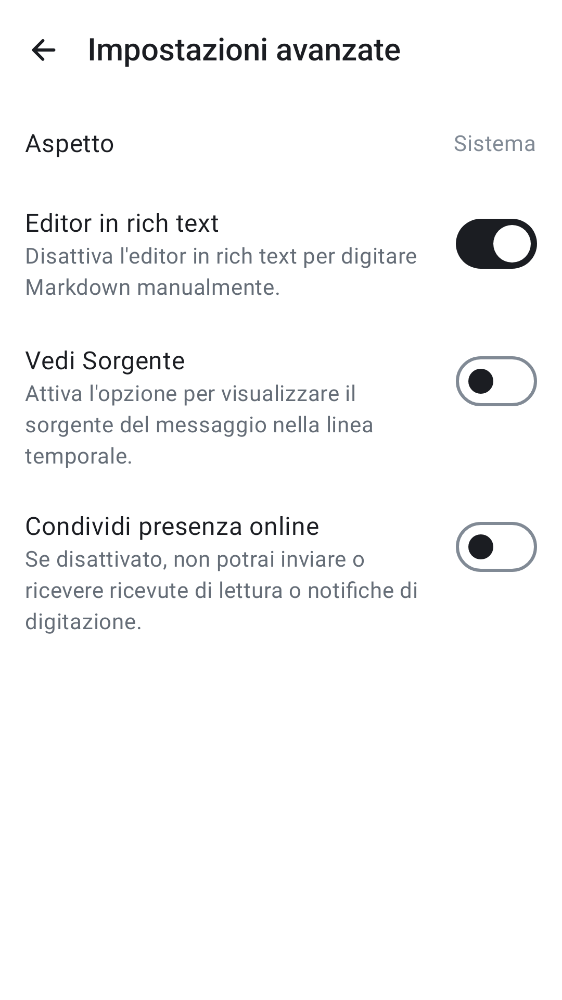 Impostazioni avanzate
Aspetto
Sistema
Editor in rich text
Disattiva l'editor in rich text per digitare
Markdown manualmente.
Vedi Sorgente
Attiva l'opzione per visualizzare il
sorgente del messaggio nella linea
temporale.
Condividi presenza online
Se disattivato, non potrai inviare o
ricevere ricevute di lettura o notifiche di
digitazione.